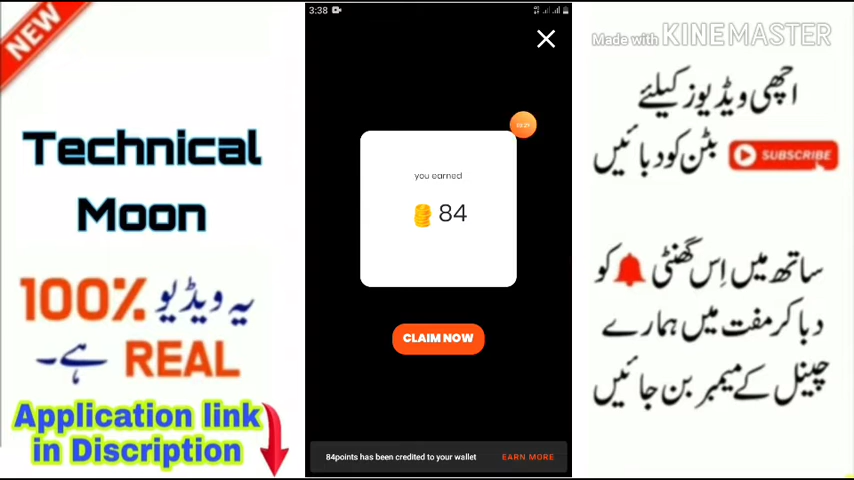 NEW
Technical
Moon
یہ ویڈیو 100%
REAL ہے۔
Application link
in Discription
3:38
you earned
84
CLAIM NOW
84points has been credited to your wallet
EARN MORE
Made with KINEMASTER
اچھی ویڈیوز کیلئے
بٹن کو دبائیں SUBSCRIBE
ساتھ میں اِس گھنٹی کو
دبا کر مفت میں ہمارے
چینل کے میمبر بن جائیں